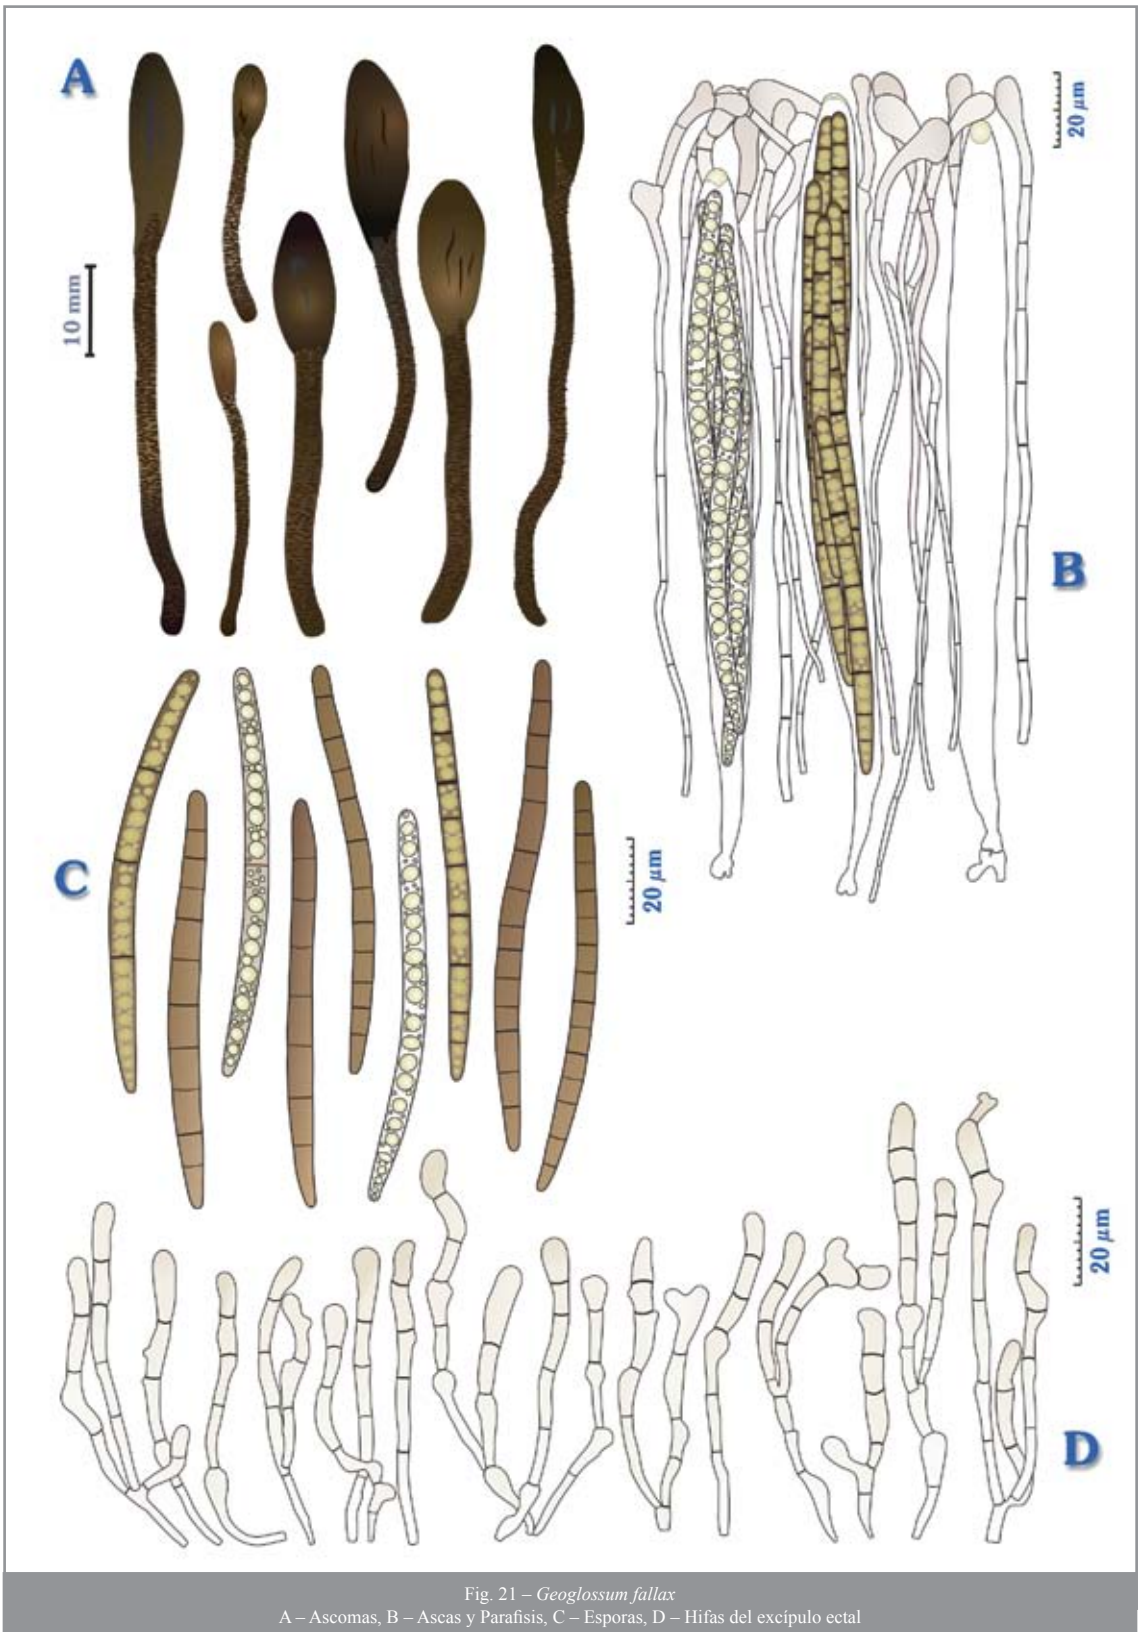 A
10 mm
20 µm
B
C
20 µm
20 µm
D
Fig. 21 – Geoglossum fallax
A – Ascomas, B – Ascas y Parafisis, C – Esporas, D – Hifas del excípulo ectal